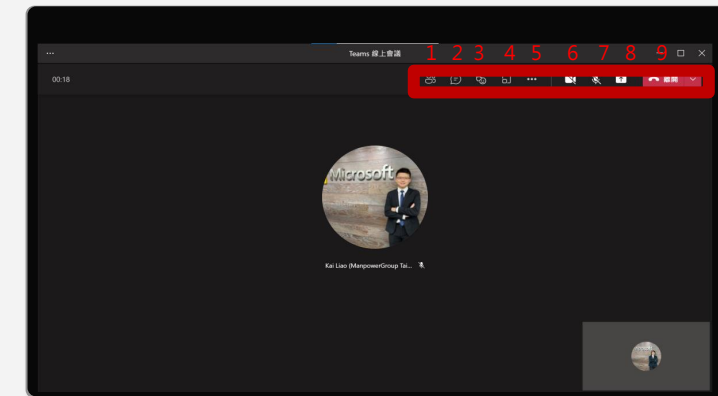 Teams 線上會議
1 2 3 4 5 6 7 8 9
00:18
離開
Microsoft
Kai Liao (ManpowerGroup Tai...